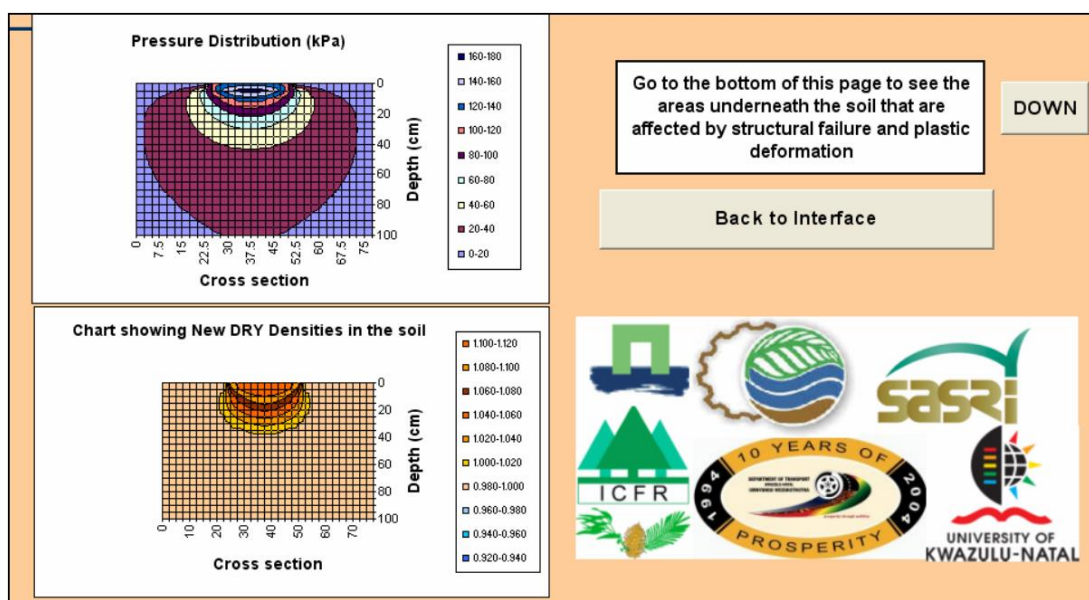 Pressure Distribution (kPa)
0
20
40
60
80
100
Depth (cm)
0
7.5
15
22.5
30
37.5
45
52.5
60
67.5
75
Cross section
160-180
140-160
120-140
100-120
80-100
60-80
40-60
20-40
0-20
Go to the bottom of this page to see the
areas underneath the soil that are
affected by structural failure and plastic
deformation
DOWN
Back to Interface
Chart showing New DRY Densities in the soil
0
20
40
60
80
100
Depth (cm)
0
10
20
30
40
50
60
70
Cross section
1.100-1.120
1.080-1.100
1.060-1.080
1.040-1.060
1.020-1.040
1.000-1.020
0.980-1.000
0.960-0.980
0.940-0.960
0.920-0.940
sasri
ICFR
10 YEARS OF
1994
2004
DEPARTMENT OF TRANSPORT
PROSPERITY
UNIVERSITY OF
KWAZULU-NATAL